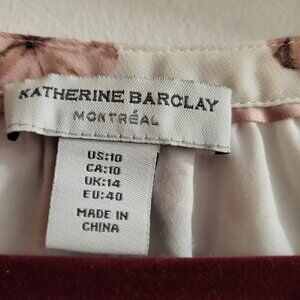 KATHERINE BARCLAY
MONTRÉAL
US:10
CA:10
UK:14
EU:40
MADE IN
CHINA